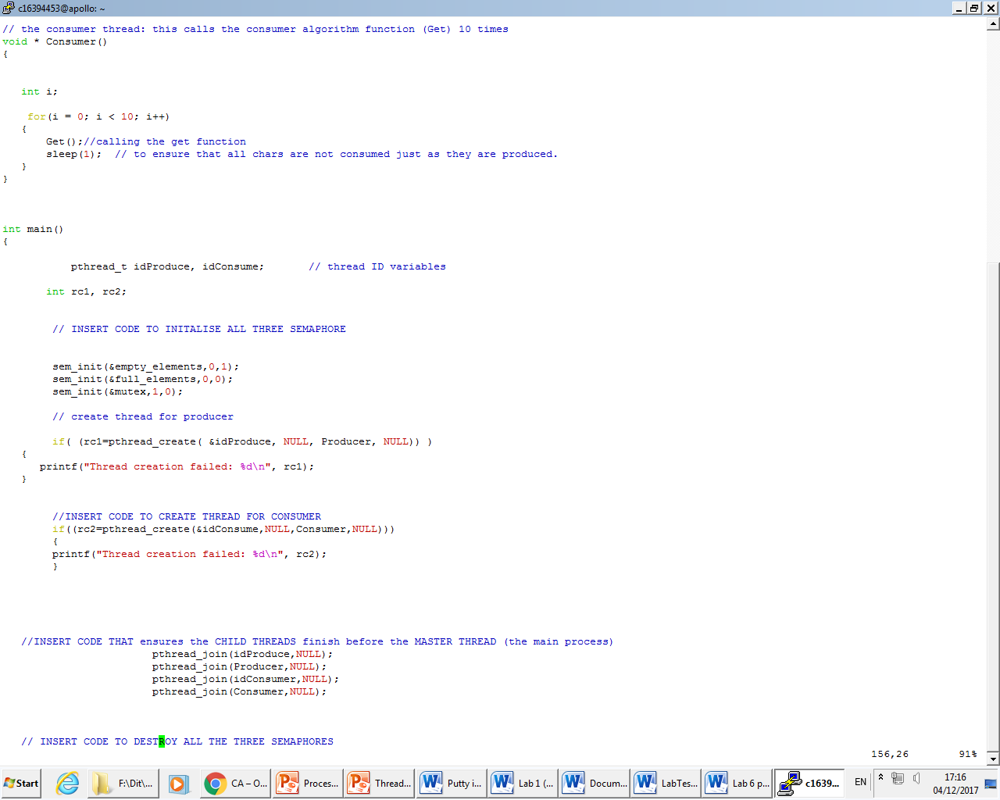 c16394453@apollo: ~
// the consumer thread: this calls the consumer algorithm function (Get) 10 times
void * Consumer()
{
int i;
for(i = 0; i < 10; i++)
{
Get();//calling the get function
sleep(1);  // to ensure that all chars are not consumed just as they are produced.
}
}
int main()
{
pthread_t idProduce, idConsume;       // thread ID variables
int rc1, rc2;
// INSERT CODE TO INITALISE ALL THREE SEMAPHORE
sem_init(&empty_elements,0,1);
sem_init(&full_elements,0,0);
sem_init(&mutex,1,0);
// create thread for producer
if( (rc1=pthread_create( &idProduce, NULL, Producer, NULL)) )
{
printf("Thread creation failed: %d\n", rc1);
}
//INSERT CODE TO CREATE THREAD FOR CONSUMER
if((rc2=pthread_create(&idConsume,NULL,Consumer,NULL)))
{
printf("Thread creation failed: %d\n", rc2);
}
//INSERT CODE THAT ensures the CHILD THREADS finish before the MASTER THREAD (the main process)
pthread_join(idProduce,NULL);
pthread_join(Producer,NULL);
pthread_join(idConsumer,NULL);
pthread_join(Consumer,NULL);
// INSERT CODE TO DESTROY ALL THE THREE SEMAPHORES
156,26        91%
Start F:\Dit\... CA – O... Proces... Thread... Putty i... Lab 1 (... Docum... LabTes... Lab 6 p... c1639... EN 17:16
04/12/2017